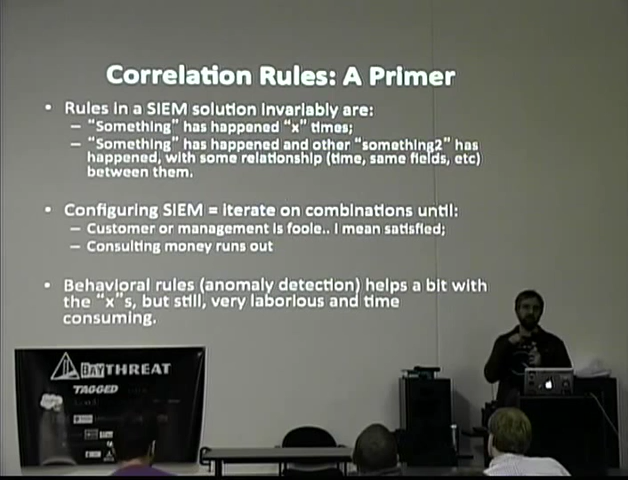 Correlation Rules: A Primer
• Rules in a SIEM solution invariably are:
– “Something” has happened “x” times;
– “Something” has happened and other “something2” has
happened, with some relationship (time, same fields, etc)
between them.
• Configuring SIEM = iterate on combinations until:
– Customer or management is foole.. I mean satisfied;
– Consulting money runs out
• Behavioral rules (anomaly detection) helps a bit with
the “x”s, but still, very laborious and time
consuming.
BAYTHREAT
TAGGED